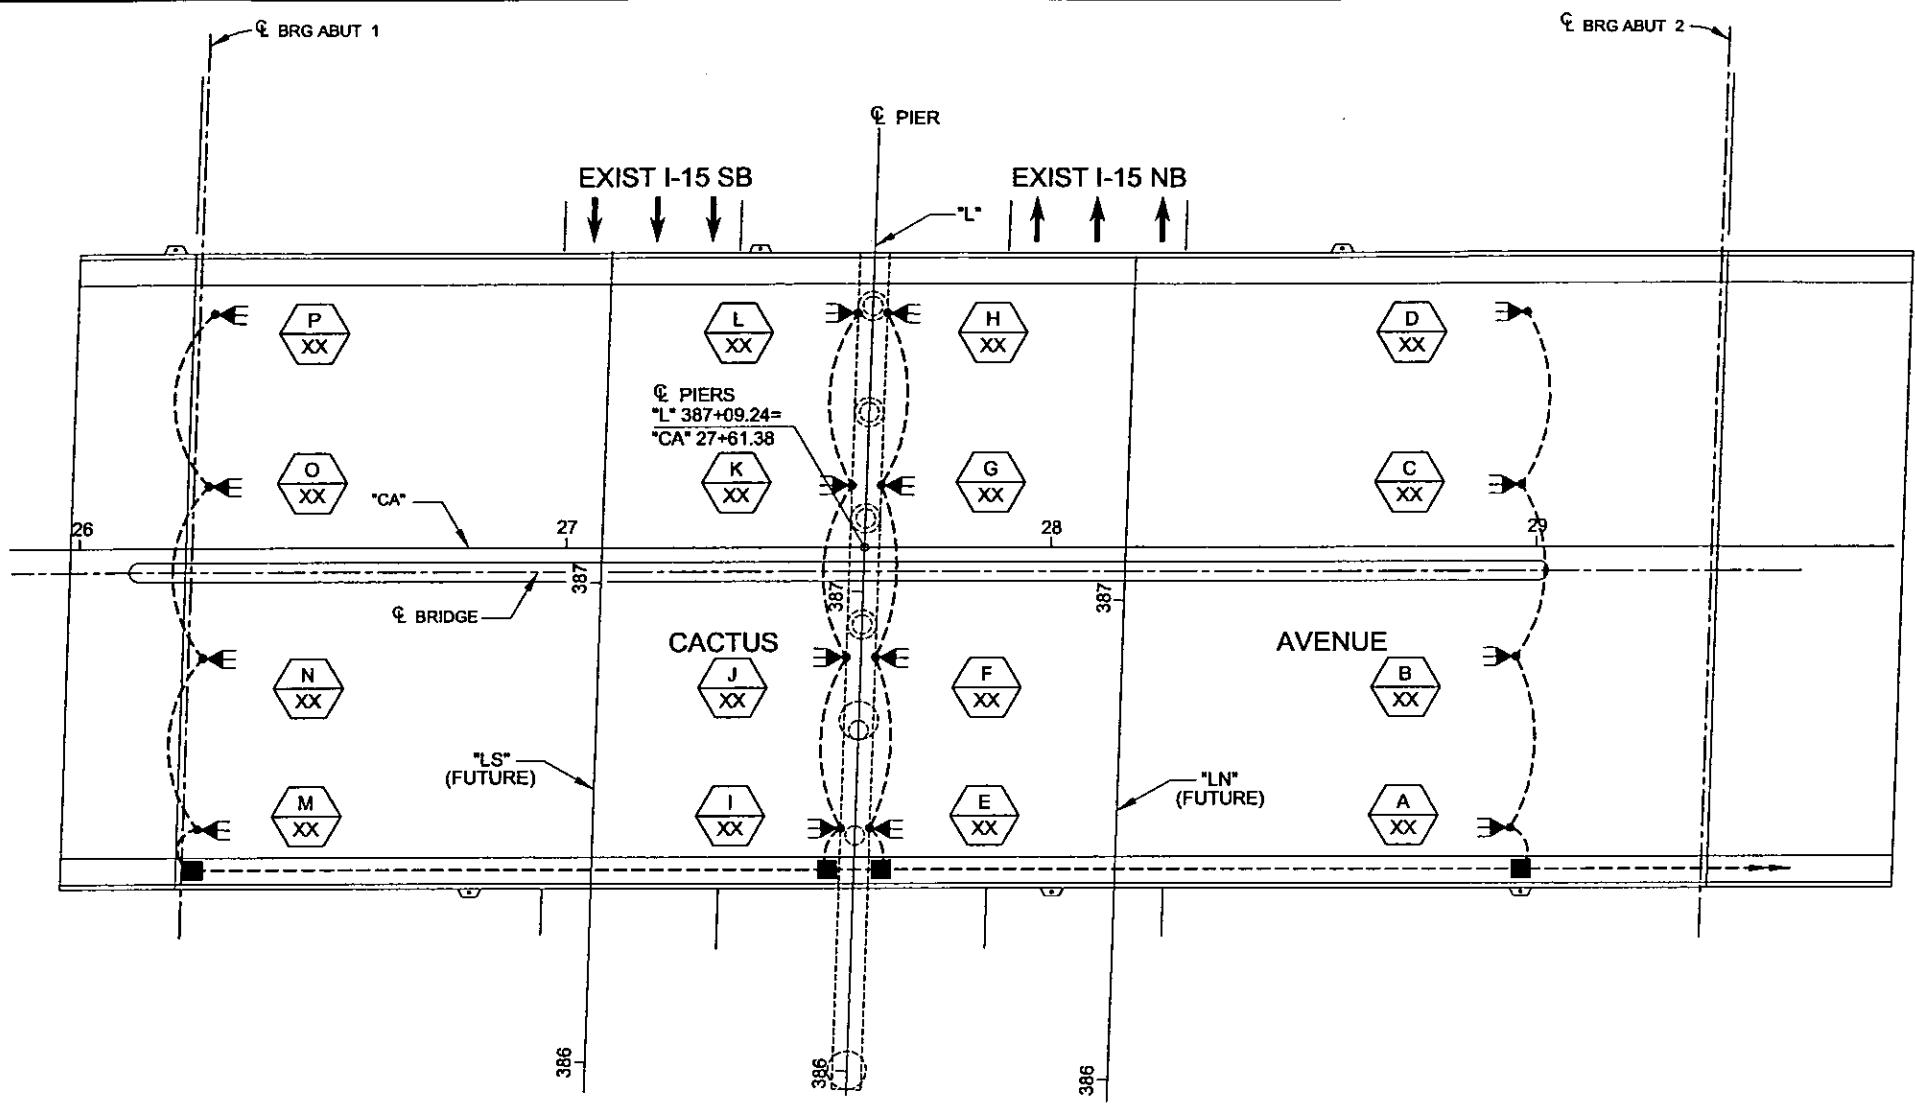 ℄ BRG ABUT 1
℄ BRG ABUT 2
℄ PIER
EXIST I-15 SB
EXIST I-15 NB
"L"
P
XX
L
XX
H
XX
D
XX
℄ PIERS
"L" 387+09.24=
"CA" 27+61.38
O
XX
K
XX
G
XX
C
XX
"CA"
26
27
28
29
387
387
387
℄ BRIDGE
CACTUS
AVENUE
N
XX
J
XX
F
XX
B
XX
"LS"
(FUTURE)
"LN"
(FUTURE)
M
XX
I
XX
E
XX
A
XX
386
386
386